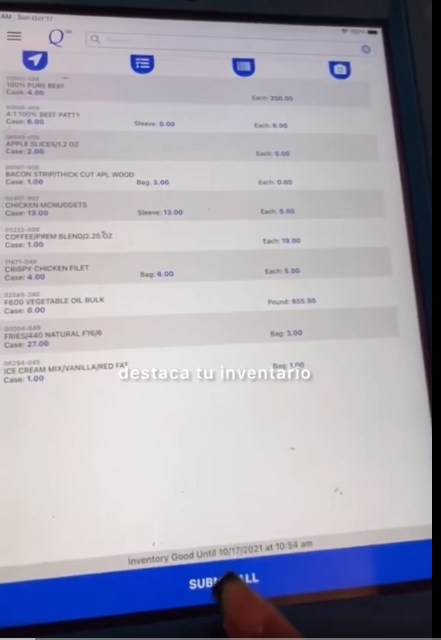 AM Sun Oct 17
Q
100% PURE BEEF
Case: 4.00
Each: 200.00
4:1 100% BEEF PATTY
Case: 6.00
Sleeve: 0.00
Each: 6.00
APPLE SLICES/1.2 OZ
Case: 2.00
Each: 0.00
BACON STRIP/THICK CUT APL WOOD
Case: 1.00
Bag: 3.00
Each: 0.00
CHICKEN MCNUGGETS
Case: 13.00
Sleeve: 13.00
Each: 0.00
COFFEE/PREM BLEND/2.25 OZ
Case: 1.00
Each: 19.00
CRISPY CHICKEN FILET
Case: 4.00
Bag: 6.00
Each: 5.00
F600 VEGETABLE OIL BULK
Case: 0.00
Pound: 955.00
FRIES/440 NATURAL F16/6
Case: 27.00
Bag: 3.00
ICE CREAM MIX/VANILLA/RED FAT
Case: 1.00
Bag: 1.00
destaca tu inventario
Inventory Good Until 10/17/2021 at 10:54 am
ALL